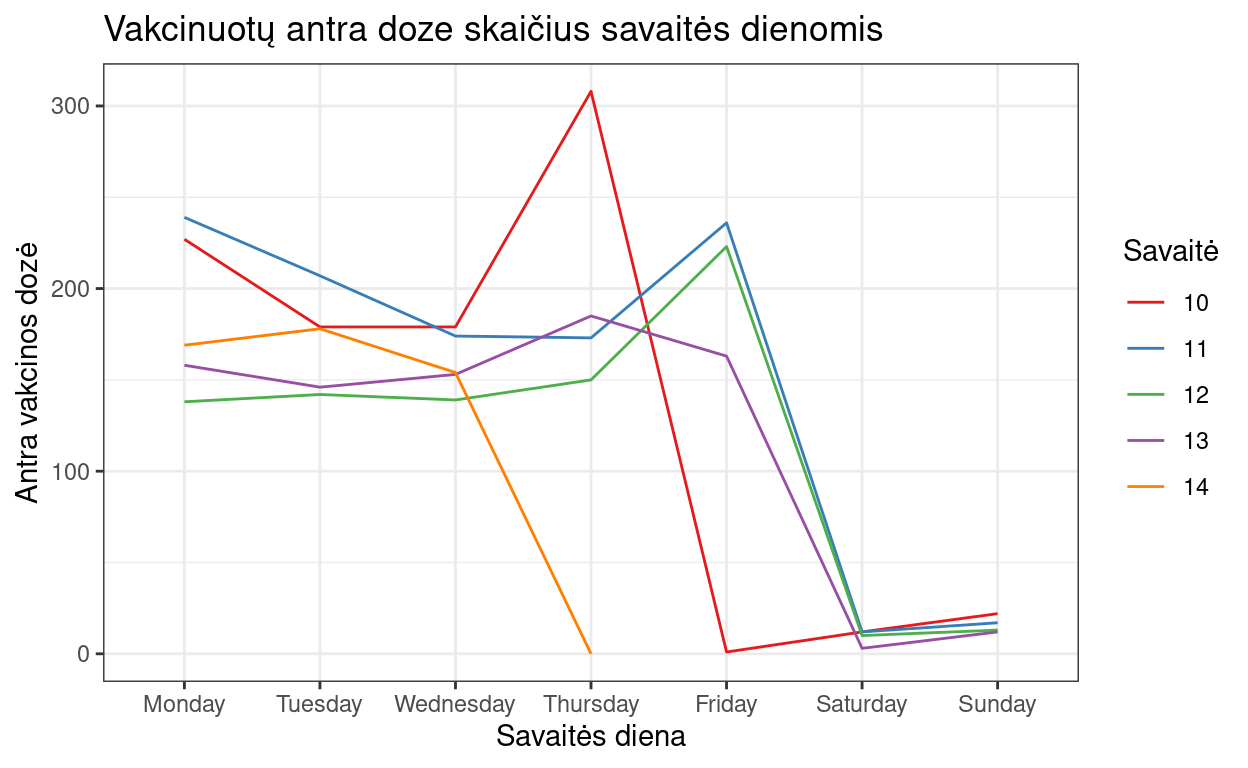 Vakcinuotų antra doze skaičius savaitės dienomis
Antra vakcinos dozė
300
200
100
0
Monday Tuesday Wednesday Thursday Friday Saturday Sunday
Savaitės diena
Savaitė
10
11
12
13
14